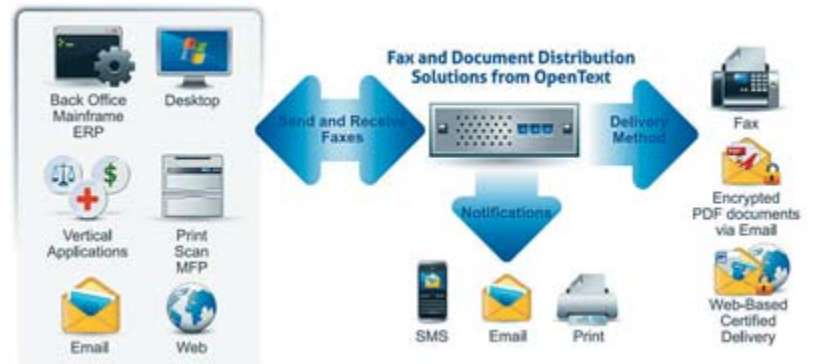 Back Office
Mainframe
ERP
Desktop
Vertical
Applications
Print
Scan
MFP
Email
Web
Send and Receive
Faxes
Fax and Document Distribution
Solutions from OpenText
Delivery
Method
Notifications
SMS
Email
Print
Fax
PDF
Encrypted
PDF documents
via Email
Web-Based
Certified
Delivery